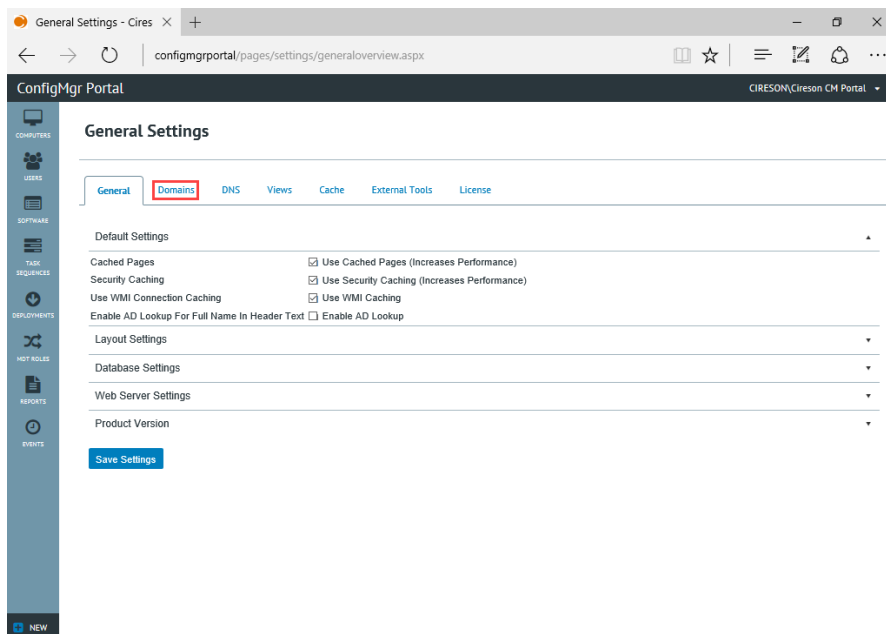 General Settings - Cires
configmgrportal/pages/settings/generaloverview.aspx
ConfigMgr Portal
CIRESON\Cireson CM Portal
COMPUTERS
USERS
SOFTWARE
TASK
SEQUENCES
DEPLOYMENTS
MDT ROLES
REPORTS
EVENTS
NEW
General Settings
General Domains DNS Views Cache External Tools License
Default Settings
Cached Pages Use Cached Pages (Increases Performance)
Security Caching Use Security Caching (Increases Performance)
Use WMI Connection Caching Use WMI Caching
Enable AD Lookup For Full Name In Header Text Enable AD Lookup
Layout Settings
Database Settings
Web Server Settings
Product Version
Save Settings